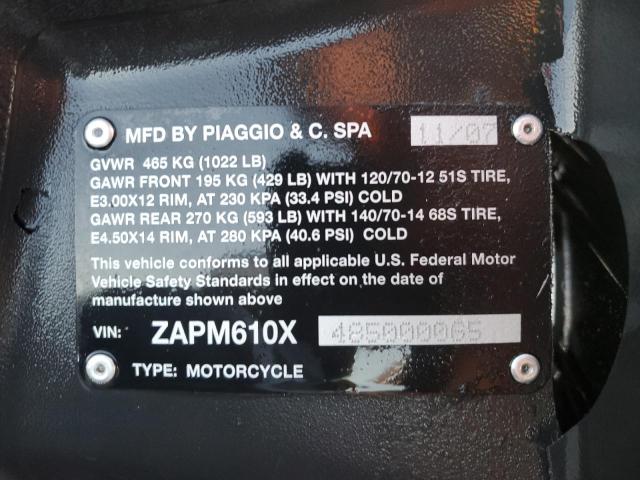 MFD BY PIAGGIO & C. SPA 11/07
GVWR 465 KG (1022 LB)
GAWR FRONT 195 KG (429 LB) WITH 120/70-12 51S TIRE,
E3.00X12 RIM, AT 230 KPA (33.4 PSI) COLD
GAWR REAR 270 KG (593 LB) WITH 140/70-14 68S TIRE,
E4.50X14 RIM, AT 280 KPA (40.6 PSI) COLD
This vehicle conforms to all applicable U.S. Federal Motor
Vehicle Safety Standards in effect on the date of
manufacture shown above
VIN: ZAPM610X 485000065
TYPE: MOTORCYCLE